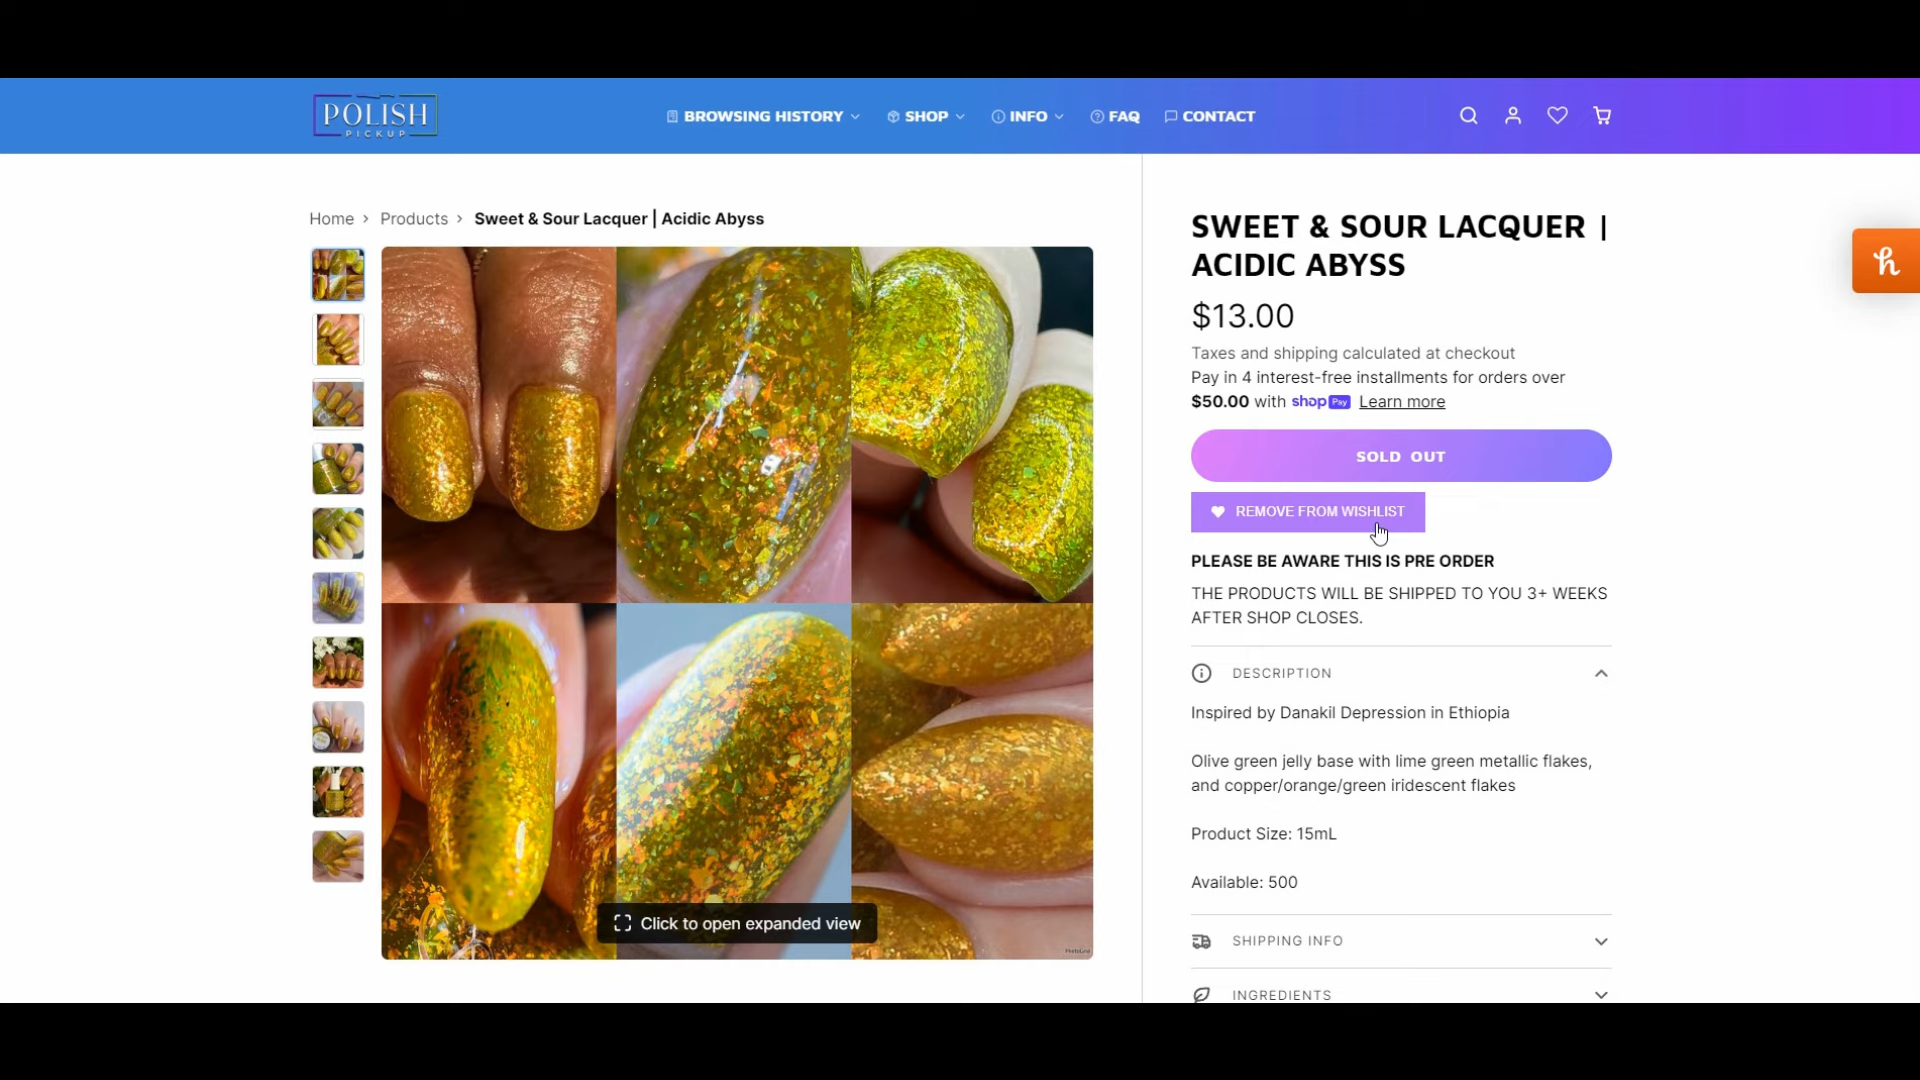 POLISH
PICKUP
BROWSING HISTORY
SHOP
INFO
FAQ
CONTACT
Home > Products > Sweet & Sour Lacquer | Acidic Abyss
SWEET & SOUR LACQUER |
ACIDIC ABYSS
$13.00
Taxes and shipping calculated at checkout
Pay in 4 interest-free installments for orders over
$50.00 with shop Pay Learn more
SOLD OUT
REMOVE FROM WISHLIST
PLEASE BE AWARE THIS IS PRE ORDER
THE PRODUCTS WILL BE SHIPPED TO YOU 3+ WEEKS
AFTER SHOP CLOSES.
DESCRIPTION
Inspired by Danakil Depression in Ethiopia
Olive green jelly base with lime green metallic flakes,
and copper/orange/green iridescent flakes
Product Size: 15mL
Available: 500
SHIPPING INFO
INGREDIENTS
Click to open expanded view
h